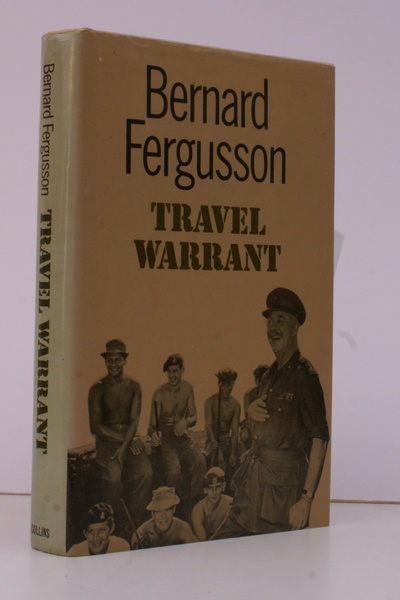 Bernard
Fergusson
TRAVEL
WARRANT
Bernard Fergusson TRAVEL WARRANT
COLLINS